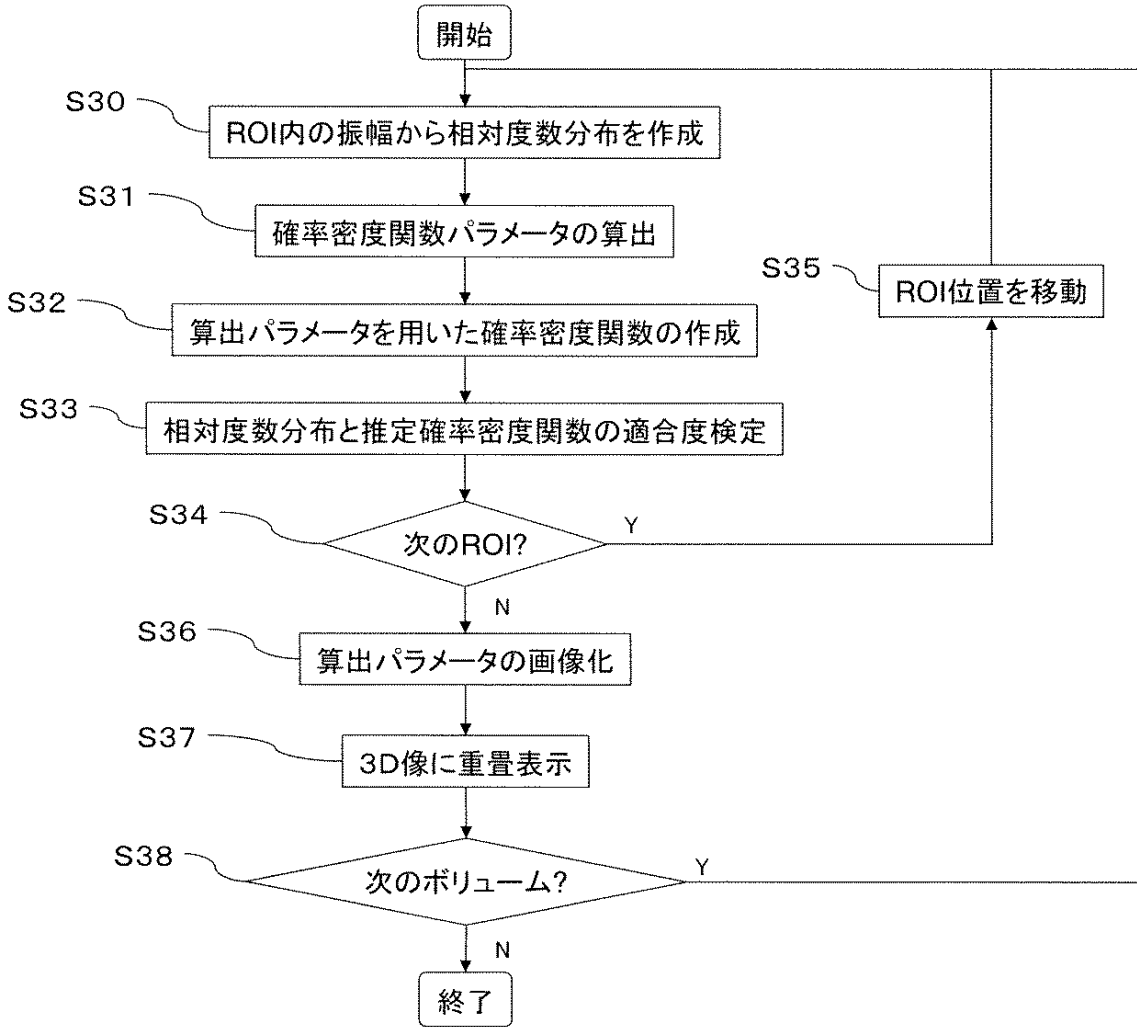 開始
S30
ROI内の振幅から相対度数分布を作成
S31
確率密度関数パラメータの算出
S32
算出パラメータを用いた確率密度関数の作成
S33
相対度数分布と推定確率密度関数の適合度検定
S34
次のROI?
Y
S35
ROI位置を移動
N
S36
算出パラメータの画像化
S37
3D像に重畳表示
S38
次のボリューム?
Y
N
終了